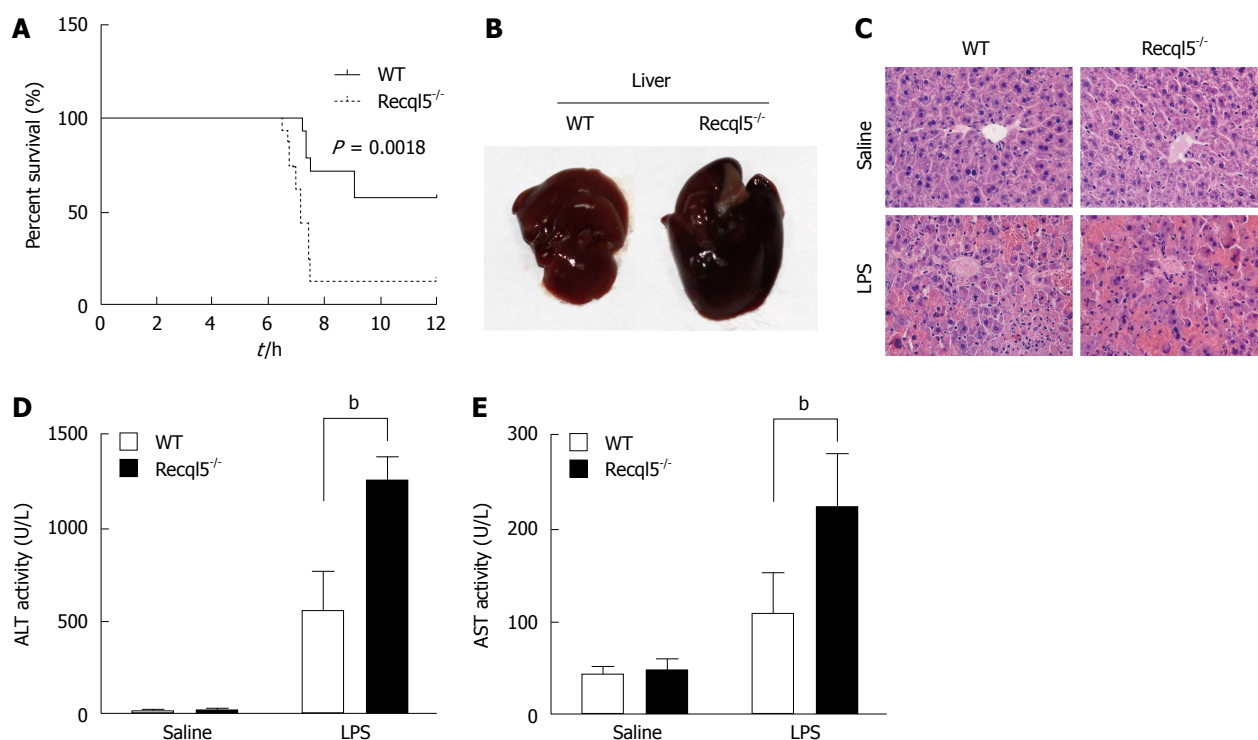 A
150
100
50
0
Percent survival (%)
WT
Recql5-/-
P = 0.0018
0 2 4 6 8 10 12
t/h
B
Liver
WT Recql5-/-
C
WT Recql5-/-
Saline
LPS
D
1500
1000
500
0
ALT activity (U/L)
WT
Recql5-/-
b
Saline LPS
E
300
200
100
0
AST activity (U/L)
WT
Recql5-/-
b
Saline LPS